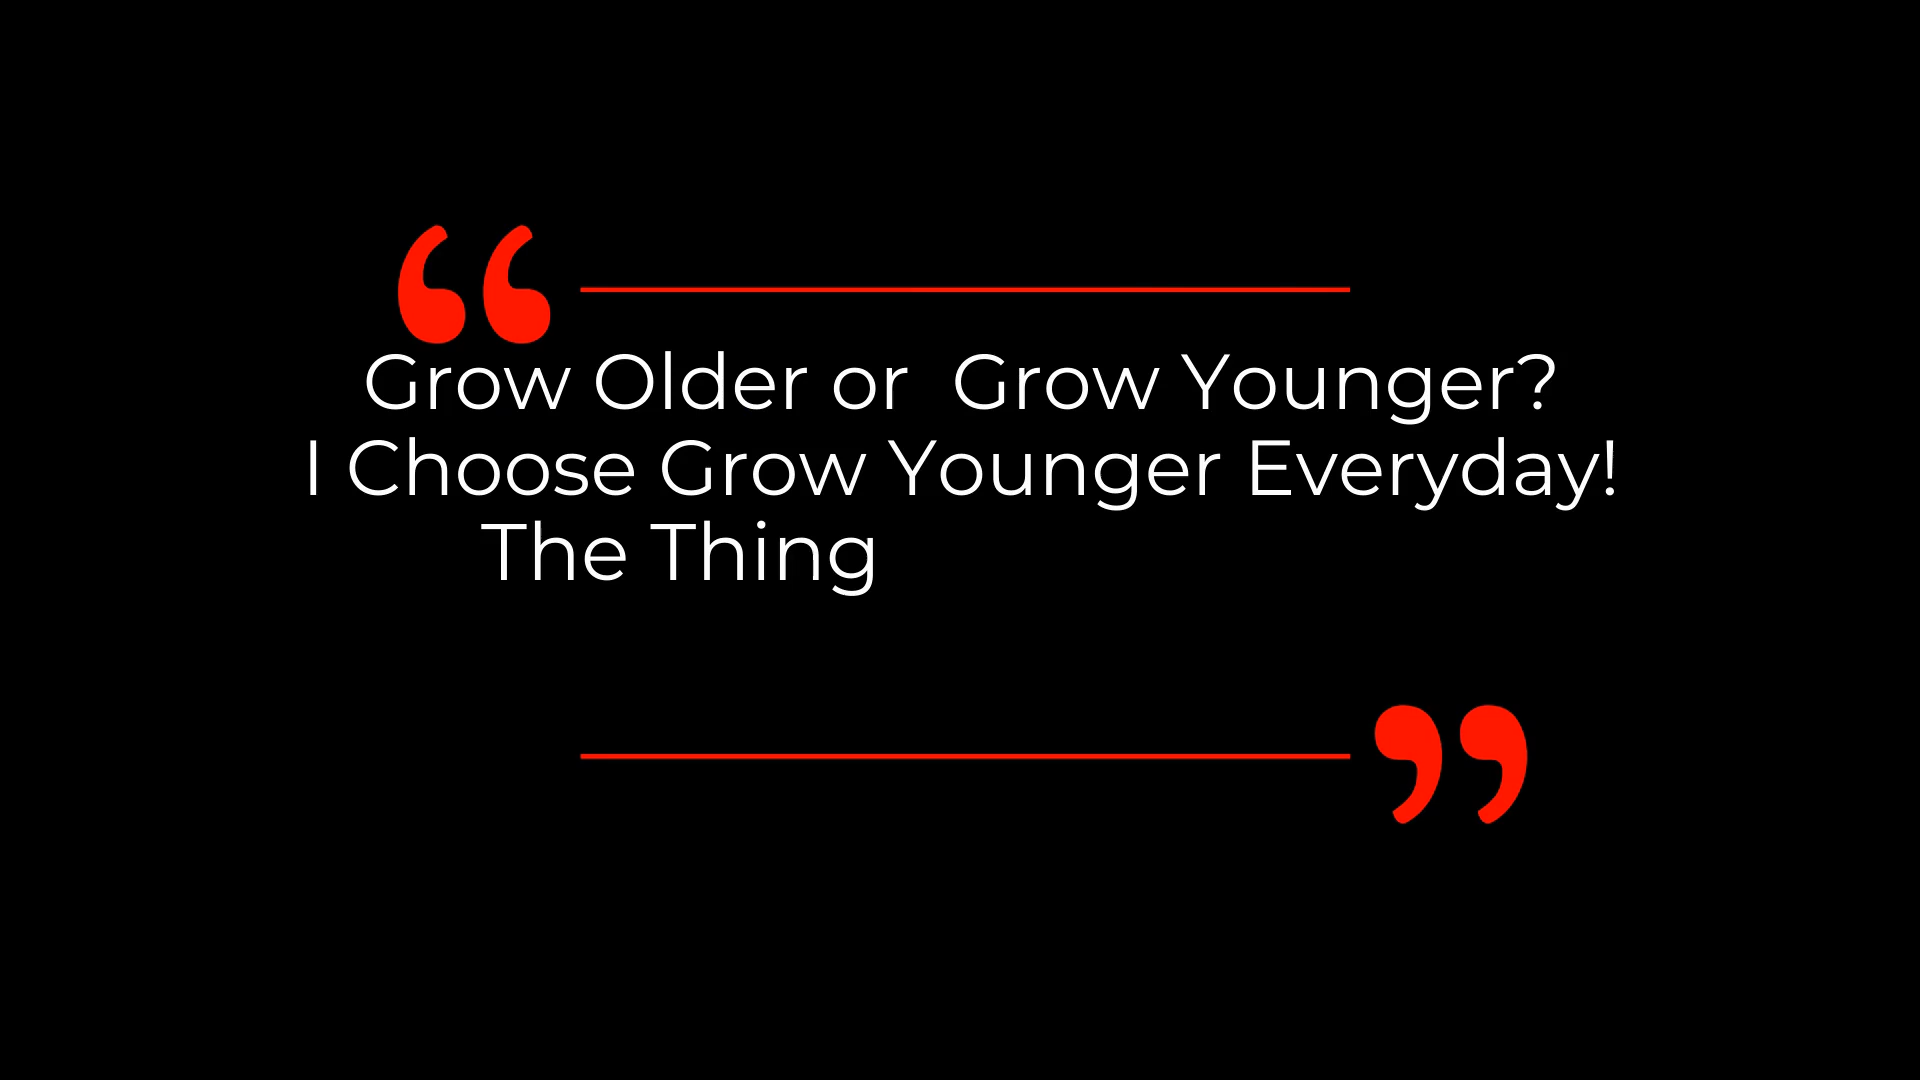 “
Grow Older or  Grow Younger?
I Choose Grow Younger Everyday!
The Thing
”